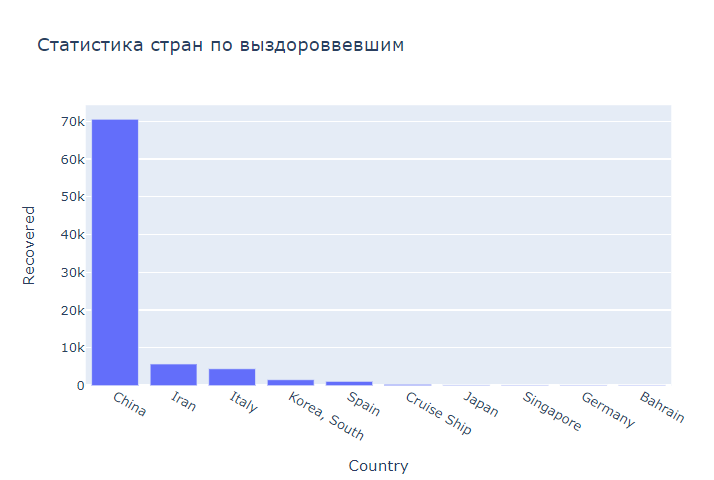 Статистика стран по выздороввевшим
Recovered
70k
60k
50k
40k
30k
20k
10k
0
China
Iran
Italy
Korea, South
Spain
Cruise Ship
Japan
Singapore
Germany
Bahrain
Country